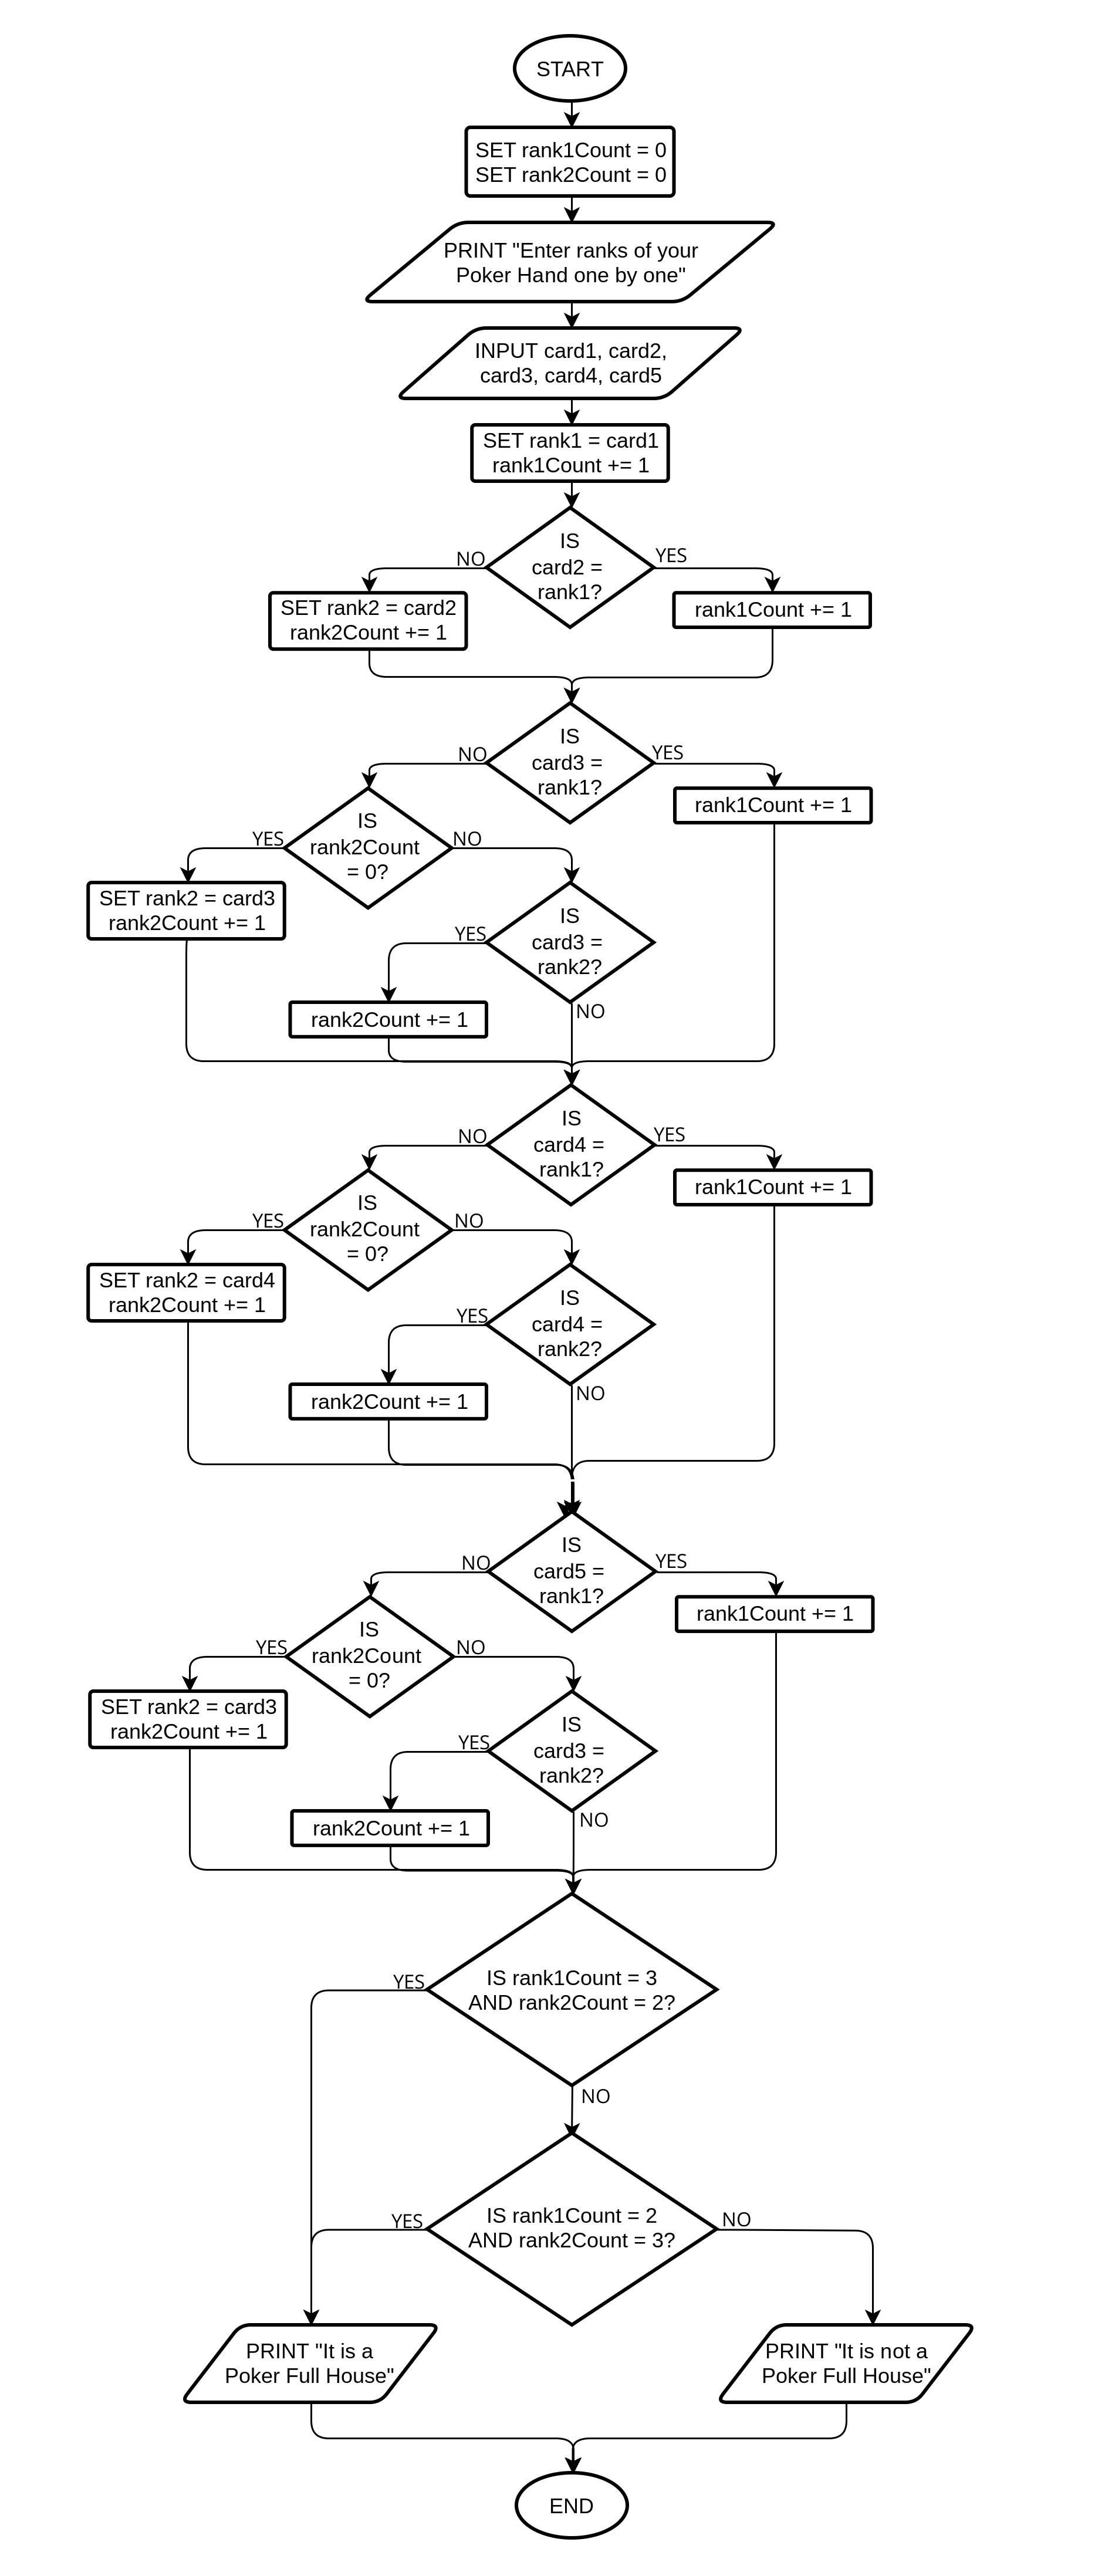 START
SET rank1Count = 0
SET rank2Count = 0
PRINT "Enter ranks of your
Poker Hand one by one"
INPUT card1, card2,
card3, card4, card5
SET rank1 = card1
rank1Count += 1
IS
card2 =
rank1?
NO
YES
SET rank2 = card2
rank2Count += 1
rank1Count += 1
IS
card3 =
rank1?
NO
YES
rank1Count += 1
IS
rank2Count
= 0?
YES
NO
SET rank2 = card3
rank2Count += 1
IS
card3 =
rank2?
YES
NO
rank2Count += 1
IS
card4 =
rank1?
NO
YES
rank1Count += 1
IS
rank2Count
= 0?
YES
NO
SET rank2 = card4
rank2Count += 1
IS
card4 =
rank2?
YES
NO
rank2Count += 1
IS
card5 =
rank1?
NO
YES
rank1Count += 1
IS
rank2Count
= 0?
YES
NO
SET rank2 = card3
rank2Count += 1
IS
card3 =
rank2?
YES
NO
rank2Count += 1
IS rank1Count = 3
AND rank2Count = 2?
YES
NO
IS rank1Count = 2
AND rank2Count = 3?
YES
NO
PRINT "It is a
Poker Full House"
PRINT "It is not a
Poker Full House"
END